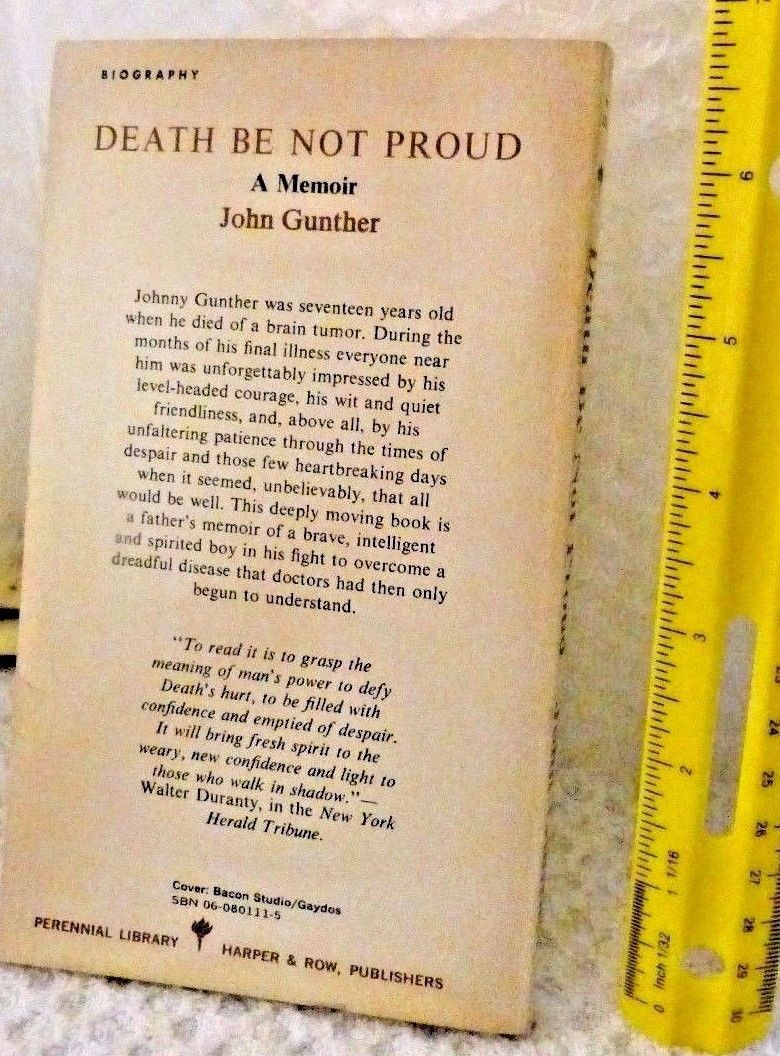 BIOGRAPHY
DEATH BE NOT PROUD
A Memoir
John Gunther
Johnny Gunther was seventeen years old
when he died of a brain tumor. During the
months of his final illness everyone near
him was unforgettably impressed by his
level-headed courage, his wit and quiet
friendliness, and, above all, by his
unfaltering patience through the times of
despair and those few heartbreaking days
when it seemed, unbelievably, that all
would be well. This deeply moving book is
a father's memoir of a brave, intelligent
and spirited boy in his fight to overcome a
dreadful disease that doctors had then only
begun to understand.
"To read it is to grasp the
meaning of man's power to defy
Death's hurt, to be filled with
confidence and emptied of despair.
It will bring fresh spirit to the
weary, new confidence and light to
those who walk in shadow."—
Walter Duranty, in the New York
Herald Tribune.
Cover: Bacon Studio/Gaydos
SBN 06-080111-5
PERENNIAL LIBRARY HARPER & ROW, PUBLISHERS
6
5
4
3
2
1 1/16
0 Inch 1/32
24
25
26
27
28
29
30